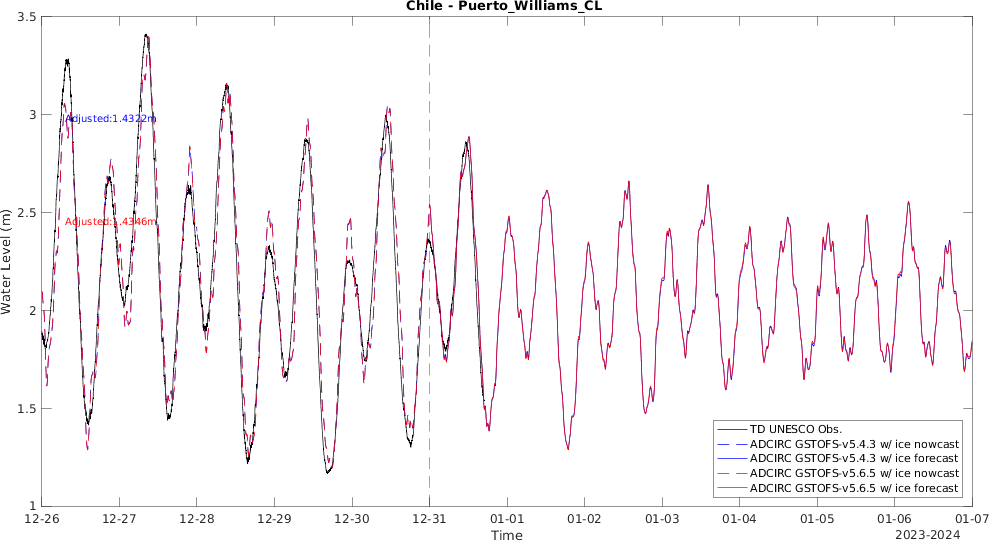 Chile - Puerto_Williams_CL
3.5
3
2.5
2
1.5
1
Water Level (m)
Adjusted:1.4322m
Adjusted:1.4346m
TD UNESCO Obs.
ADCIRC GSTOFS-v5.4.3 w/ ice nowcast
ADCIRC GSTOFS-v5.4.3 w/ ice forecast
ADCIRC GSTOFS-v5.6.5 w/ ice nowcast
ADCIRC GSTOFS-v5.6.5 w/ ice forecast
12-26 12-27 12-28 12-29 12-30 12-31 01-01 01-02 01-03 01-04 01-05 01-06 01-07
Time
2023-2024